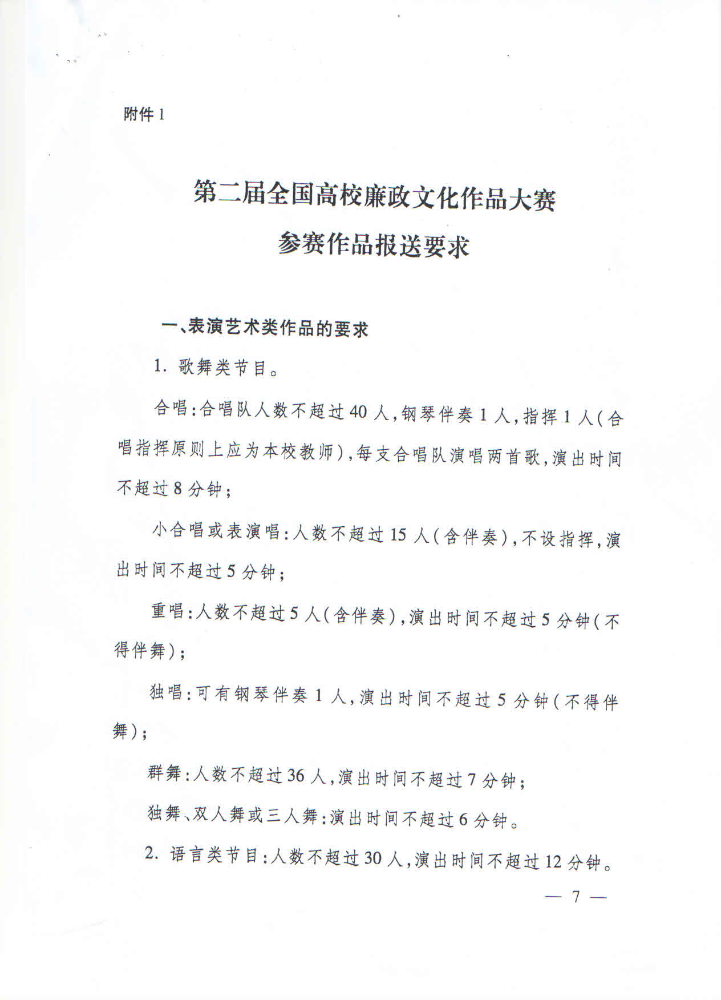 附件1
第二届全国高校廉政文化作品大赛
参赛作品报送要求
一、表演艺术类作品的要求
1. 歌舞类节目。
合唱:合唱队人数不超过40人,钢琴伴奏1人,指挥1人(合
唱指挥原则上应为本校教师),每支合唱队演唱两首歌,演出时间
不超过8分钟;
小合唱或表演唱:人数不超过15人(含伴奏),不设指挥,演
出时间不超过5分钟;
重唱:人数不超过5人(含伴奏),演出时间不超过5分钟(不
得伴舞);
独唱:可有钢琴伴奏1人,演出时间不超过5分钟(不得伴
舞);
群舞:人数不超过36人,演出时间不超过7分钟;
独舞、双人舞或三人舞:演出时间不超过6分钟。
2. 语言类节目:人数不超过30人,演出时间不超过12分钟。
— 7 —